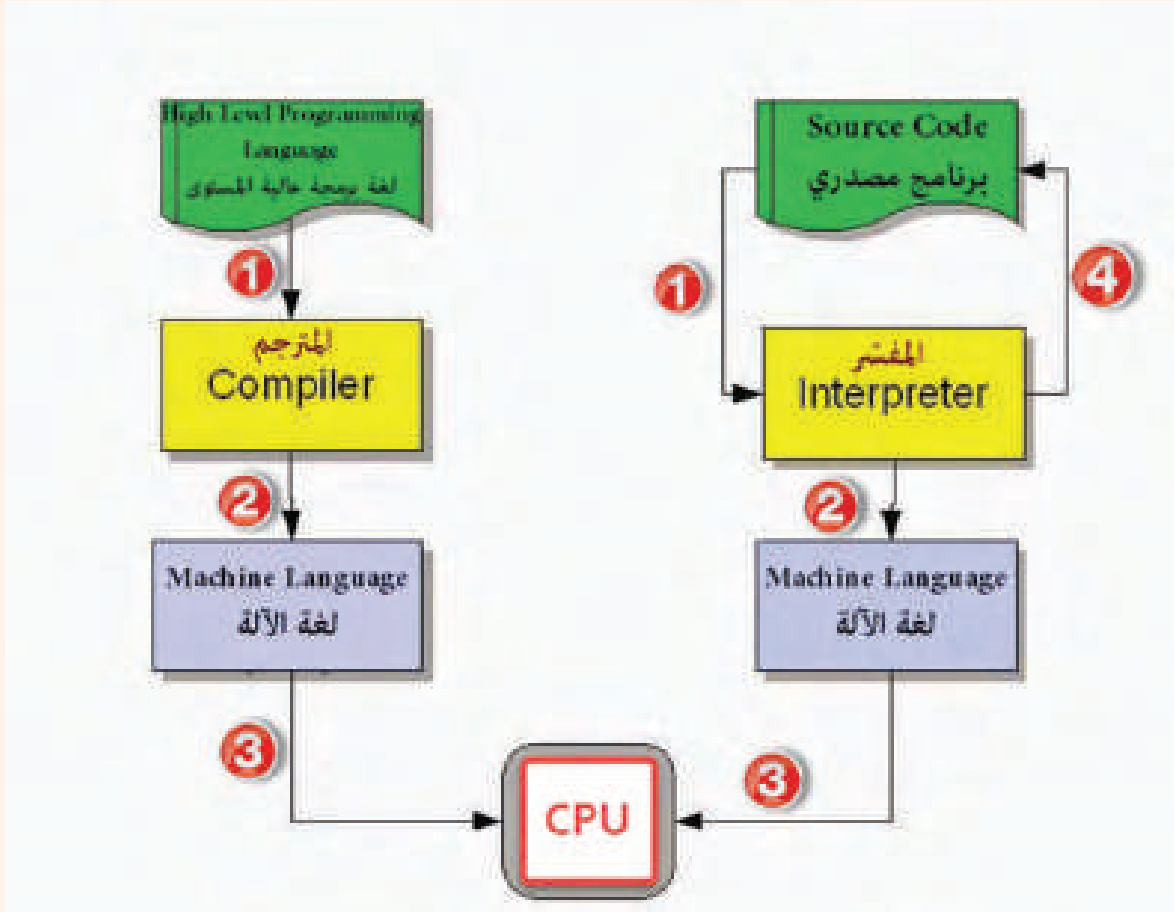 High Level Programming
Language
لغة برمجة عالية المستوى
1
المترجم
Compiler
2
Machine Language
لغة الآلة
3
Source Code
برنامج مصدري
1
4
المفسر
Interpreter
2
Machine Language
لغة الآلة
3
CPU